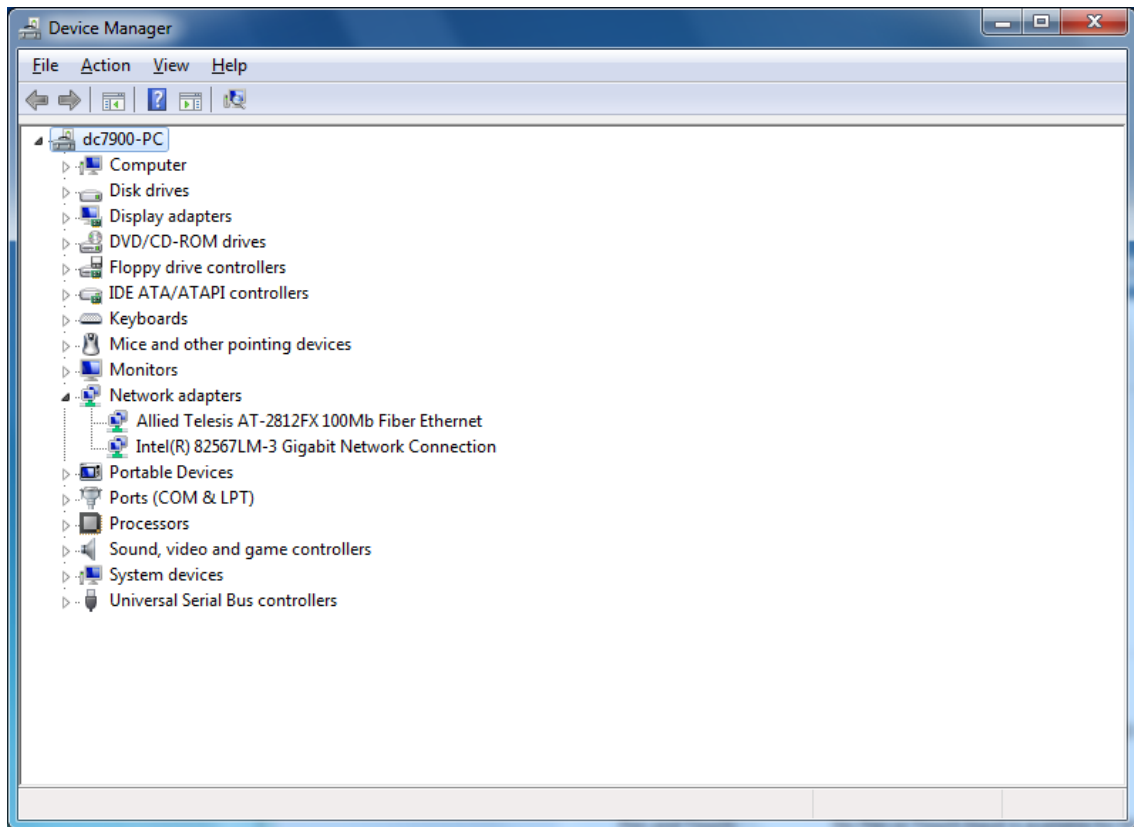 Device Manager
File Action View Help
dc7900-PC
Computer
Disk drives
Display adapters
DVD/CD-ROM drives
Floppy drive controllers
IDE ATA/ATAPI controllers
Keyboards
Mice and other pointing devices
Monitors
Network adapters
Allied Telesis AT-2812FX 100Mb Fiber Ethernet
Intel(R) 82567LM-3 Gigabit Network Connection
Portable Devices
Ports (COM & LPT)
Processors
Sound, video and game controllers
System devices
Universal Serial Bus controllers